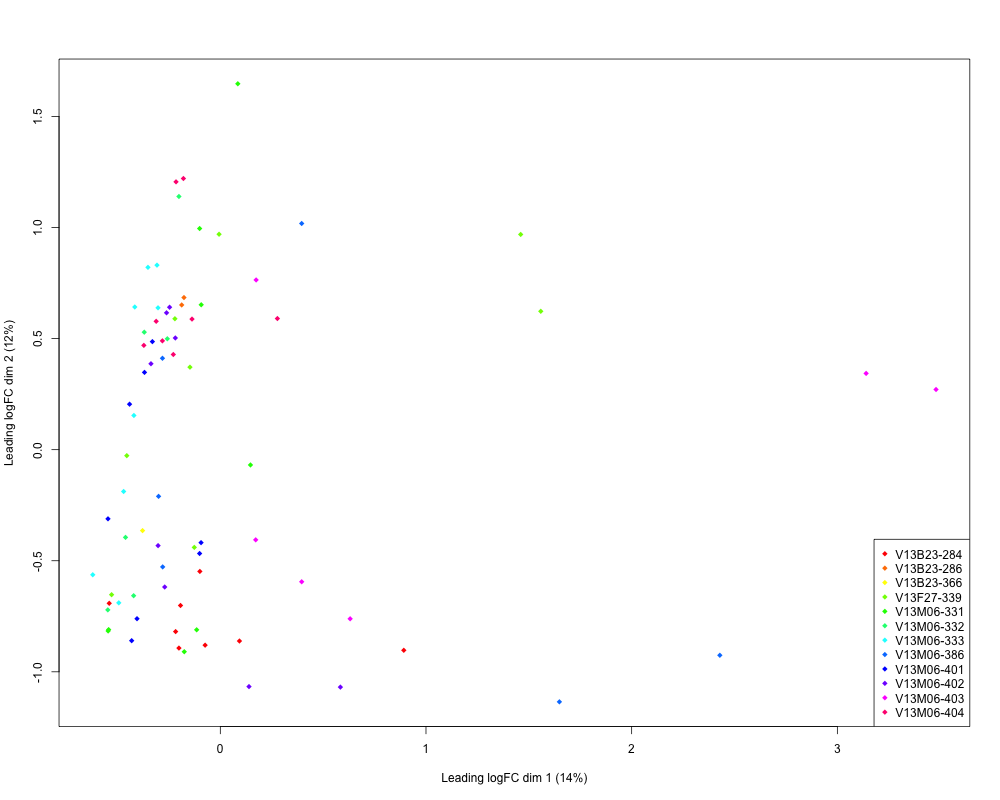 1.5
1.0
0.5
0.0
-0.5
-1.0
Leading logFC dim 2 (12%)
V13B23-284
V13B23-286
V13B23-366
V13F27-339
V13M06-331
V13M06-332
V13M06-333
V13M06-386
V13M06-401
V13M06-402
V13M06-403
V13M06-404
0 1 2 3
Leading logFC dim 1 (14%)